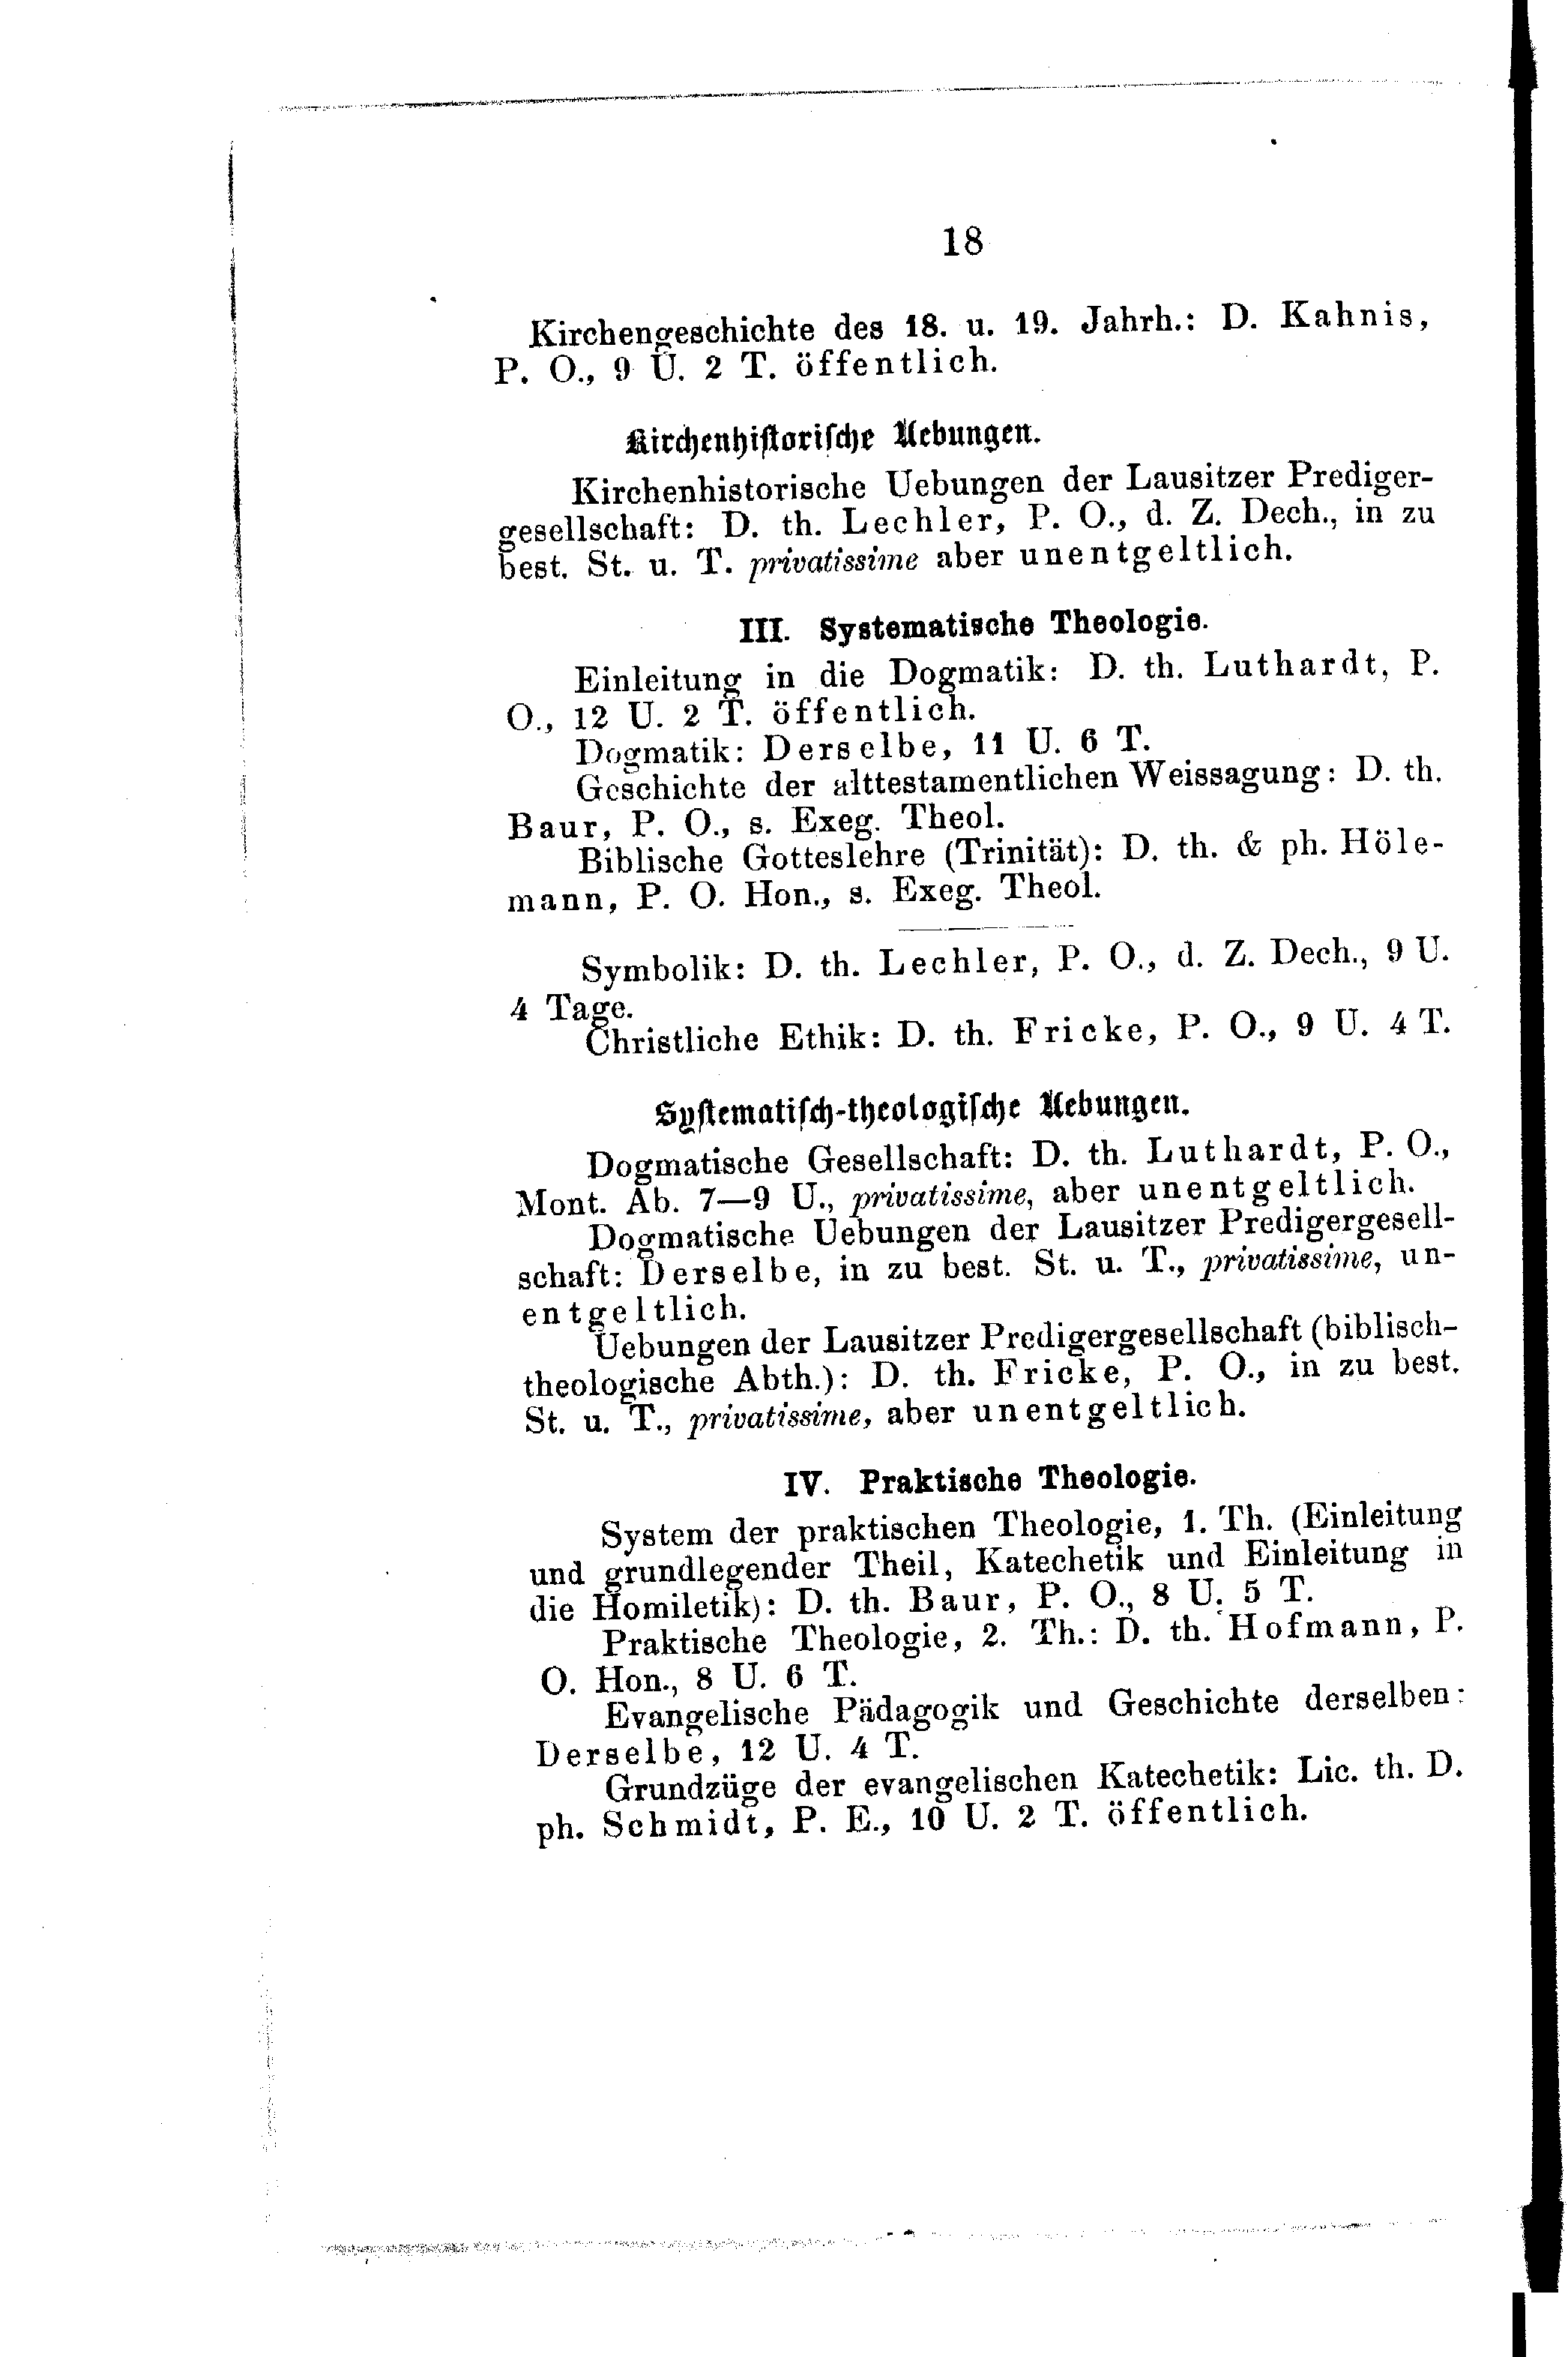 18
Kirchengeschichte des 18. u. 19. Jahrh.: D. Kahnis,
P. O., 9 U. 2 T. öffentlich.
Kirchenhistorische Uebungen.
Kirchenhistorische Uebungen der Lausitzer Prediger-
gesellschaft: D. th. Lechler, P. O., d. Z. Dech., in zu
best. St. u. T. privatissime aber unentgeltlich.
III. Systematische Theologie.
Einleitung in die Dogmatik: D. th. Luthardt, P.
O., 12 U. 2 T. öffentlich.
Dogmatik: Derselbe, 11 U. 6 T.
Geschichte der alttestamentlichen Weissagung: D. th.
Baur, P. O., s. Exeg. Theol.
Biblische Gotteslehre (Trinität): D. th. & ph. Höle-
mann, P. O. Hon., s. Exeg. Theol.
Symbolik: D. th. Lechler, P. O., d. Z. Dech., 9 U.
4 Tage.
Christliche Ethik: D. th. Fricke, P. O., 9 U. 4 T.
Systematisch-theologische Uebungen.
Dogmatische Gesellschaft: D. th. Luthardt, P. O.,
Mont. Ab. 7—9 U., privatissime, aber unentgeltlich.
Dogmatische Uebungen der Lausitzer Predigergesell-
schaft: Derselbe, in zu best. St. u. T., privatissime, un-
entgeltlich.
Uebungen der Lausitzer Predigergesellschaft (biblisch-
theologische Abth.): D. th. Fricke, P. O., in zu best.
St. u. T., privatissime, aber unentgeltlich.
IV. Praktische Theologie.
System der praktischen Theologie, 1. Th. (Einleitung
und grundlegender Theil, Katechetik und Einleitung in
die Homiletik): D. th. Baur, P. O., 8 U. 5 T.
Praktische Theologie, 2. Th.: D. th. Hofmann, P.
O. Hon., 8 U. 6 T.
Evangelische Pädagogik und Geschichte derselben:
Derselbe, 12 U. 4 T.
Grundzüge der evangelischen Katechetik: Lic. th. D.
ph. Schmidt, P. E., 10 U. 2 T. öffentlich.